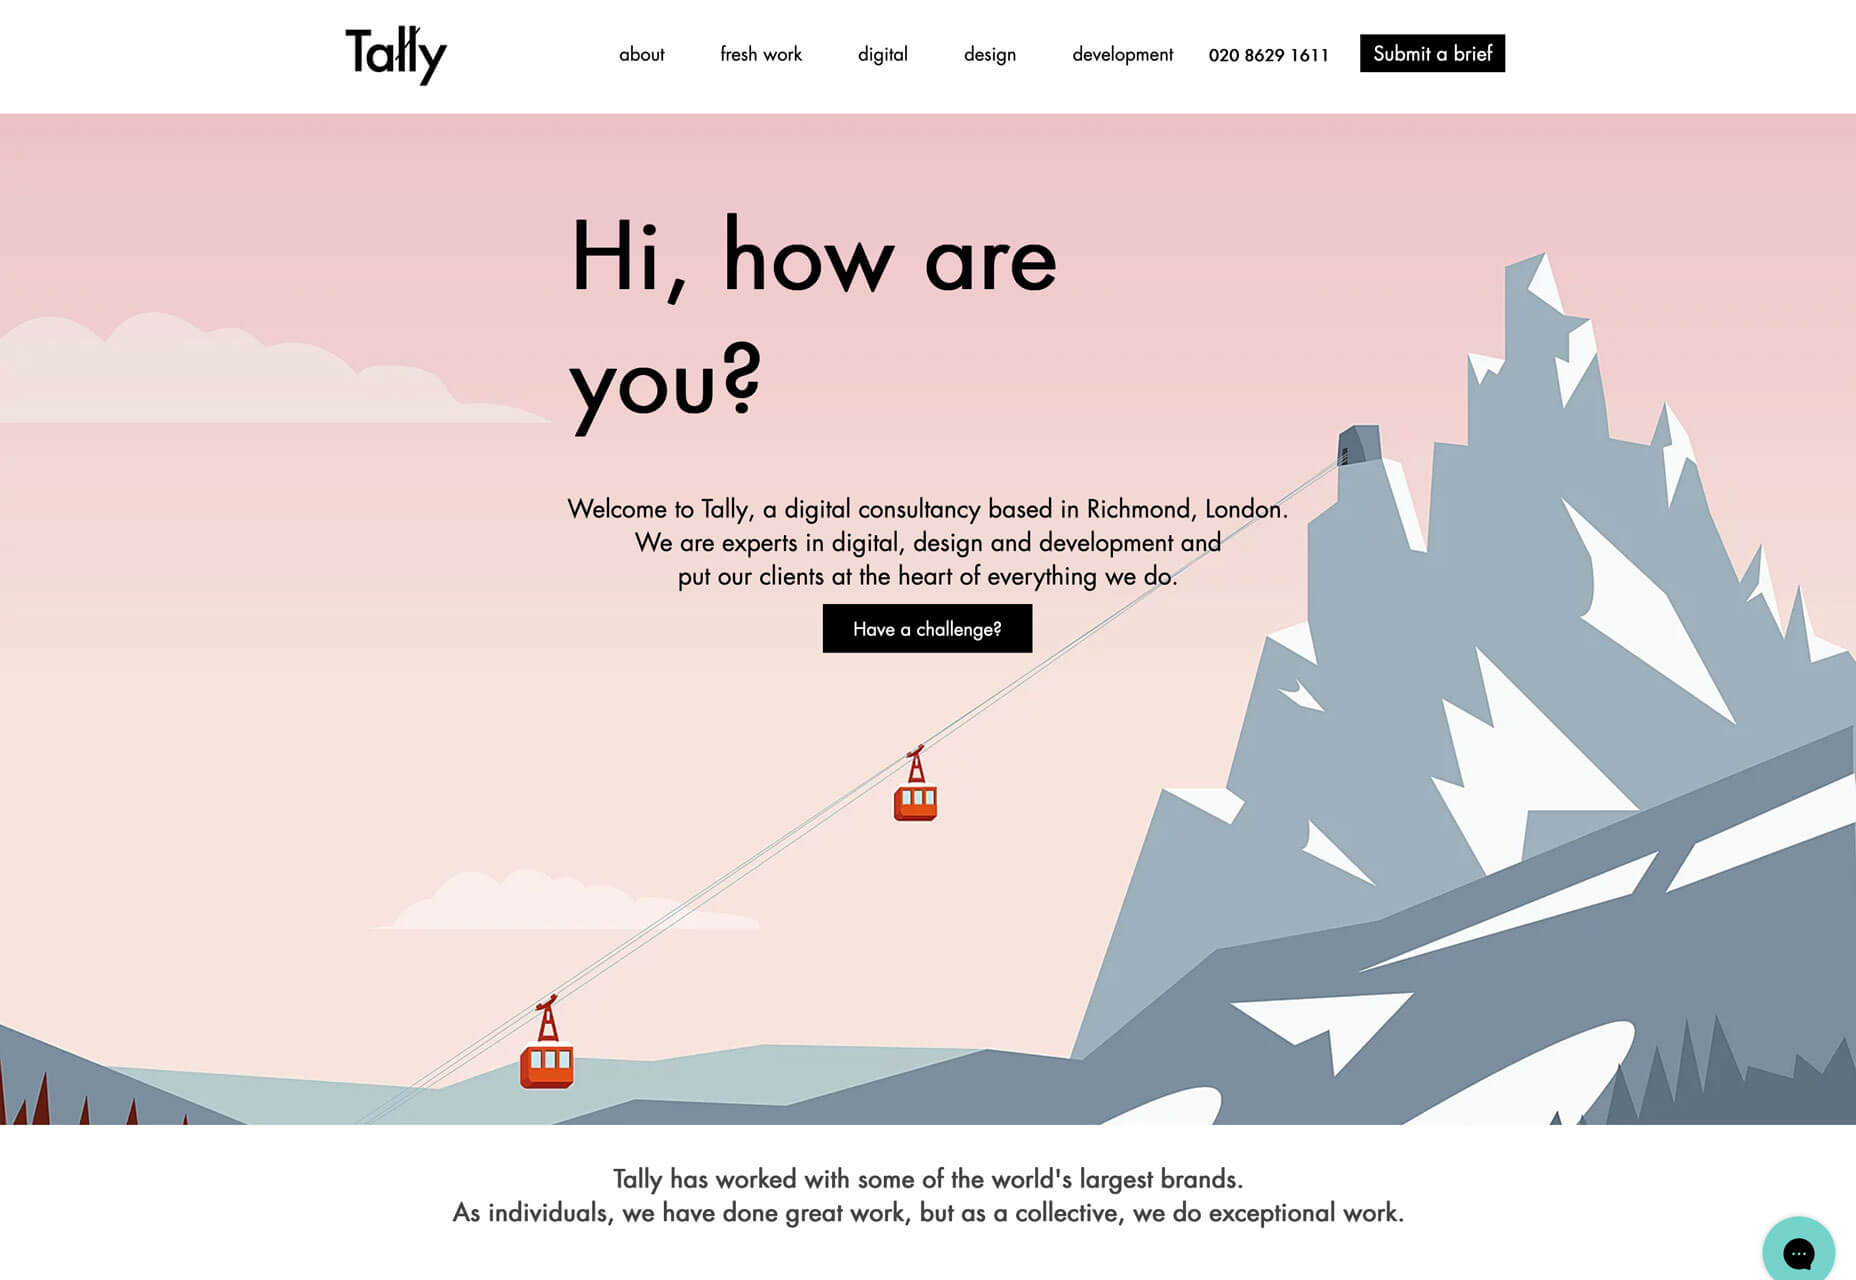 Tally
about fresh work digital design development 020 8629 1611 Submit a brief
Hi, how are
you?
Welcome to Tally, a digital consultancy based in Richmond, London.
We are experts in digital, design and development and
put our clients at the heart of everything we do.
Have a challenge?
Tally has worked with some of the world's largest brands.
As individuals, we have done great work, but as a collective, we do exceptional work.